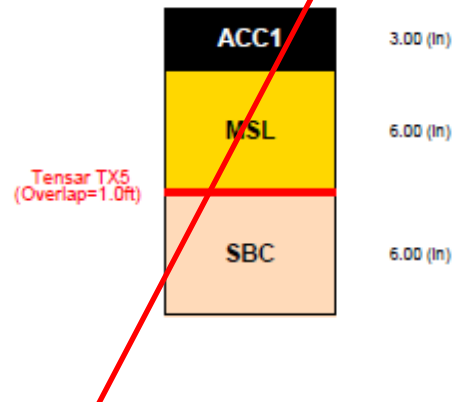 ACC1 3.00 (in)
MSL 6.00 (in)
Tensar TX5
(Overlap=1.0ft)
SBC 6.00 (in)